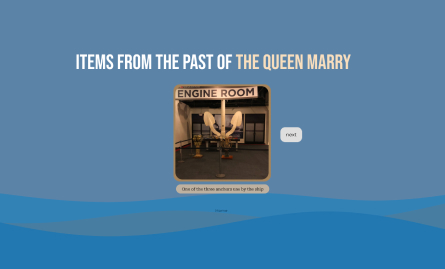 ITEMS FROM THE PAST OF THE QUEEN MARRY
ENGINE ROOM
next
One of the three anchors use by the ship